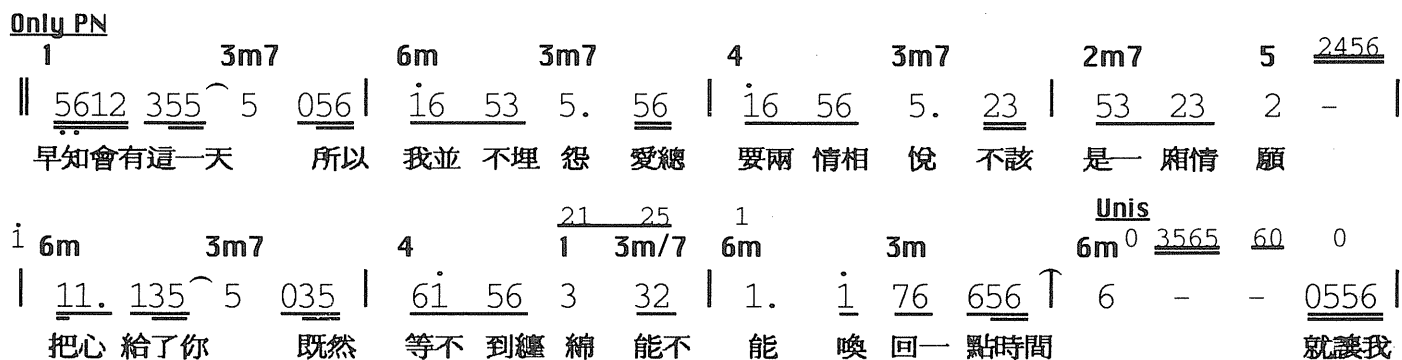 Only PN
1 3m7 6m 3m7 4 3m7 2m7 5 2456
‖ 5612 355 5 056 | i6 53 5. 56 | i6 56 5. 23 | 53 23 2 – |
早知會有這一天 所以 我並 不埋 怨 愛總 要兩 情相 悅 不該 是一 廂情 願
21 25 1 Unis
i 6m 3m7 4 1 3m/7 6m 3m 6m 0 3565 60 0
| 11. 135 5 035 | 6i 56 3 32 | 1. i 76 656 | 6 – – 0556 |
把心 給了你 既然 等不 到纏 綿 能不 能 喚 回一 點時間 就讓我